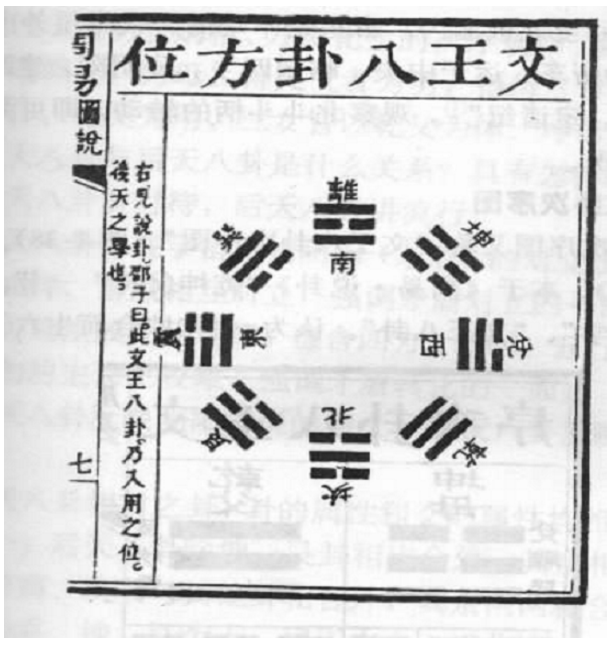 文王八卦方位
離
南
坤
兌
西
乾
北
坎
艮
震
東
巽
右見說卦邵子曰此文王八卦乃入用之位。
後天之學也。
周易圖說
七